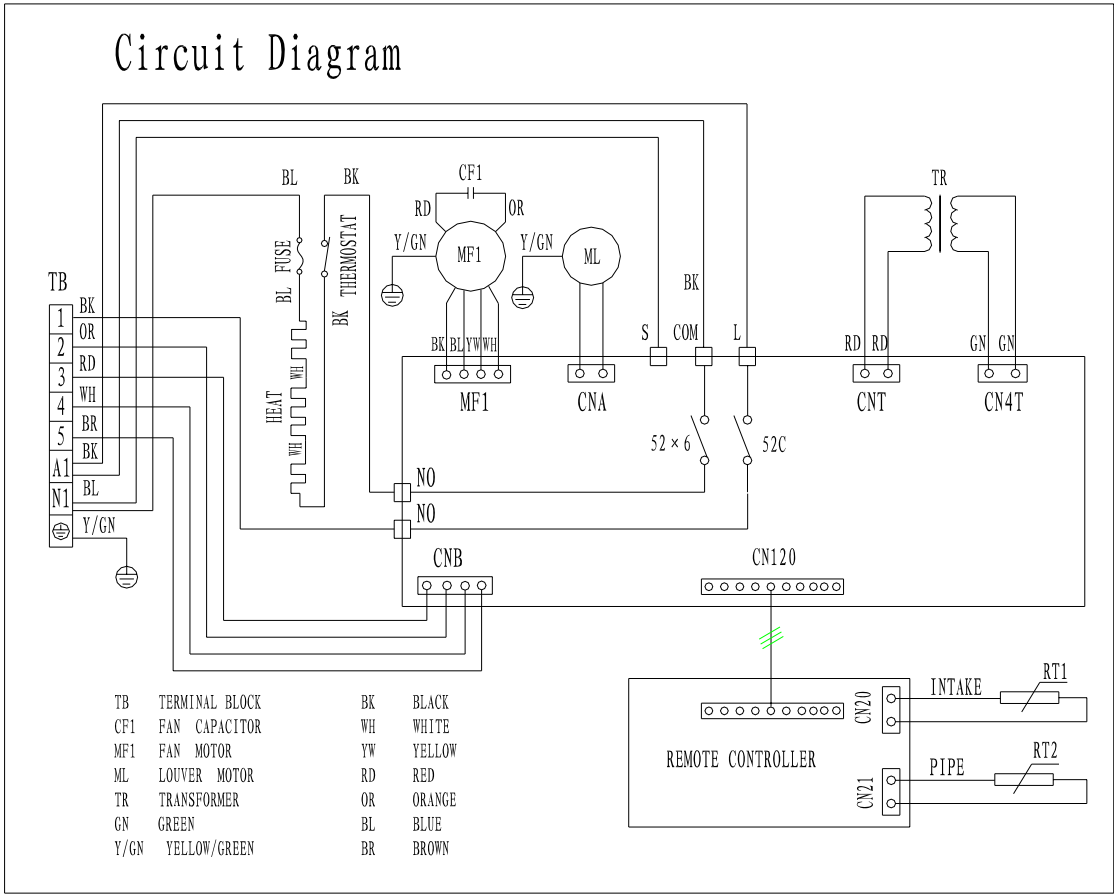 Circuit Diagram
BL
BK
CF1
RD
OR
Y/GN
MF1
Y/GN
ML
TR
FUSE
THERMOSTAT
BL
BK
TB
1
BK
2
OR
3
RD
4
WH
5
BR
A1
BK
N1
BL
Y/GN
HEAT
WH
WH
BK BL YW WH
MF1
CNA
BK
S
COM
L
RD RD
CNT
GN GN
CN4T
52×6
52C
NO
NO
CNB
CN120
REMOTE CONTROLLER
CN20
INTAKE
RT1
CN21
PIPE
RT2
TB TERMINAL BLOCK BK BLACK
CF1 FAN CAPACITOR WH WHITE
MF1 FAN MOTOR YW YELLOW
ML LOUVER MOTOR RD RED
TR TRANSFORMER OR ORANGE
GN GREEN BL BLUE
Y/GN YELLOW/GREEN BR BROWN